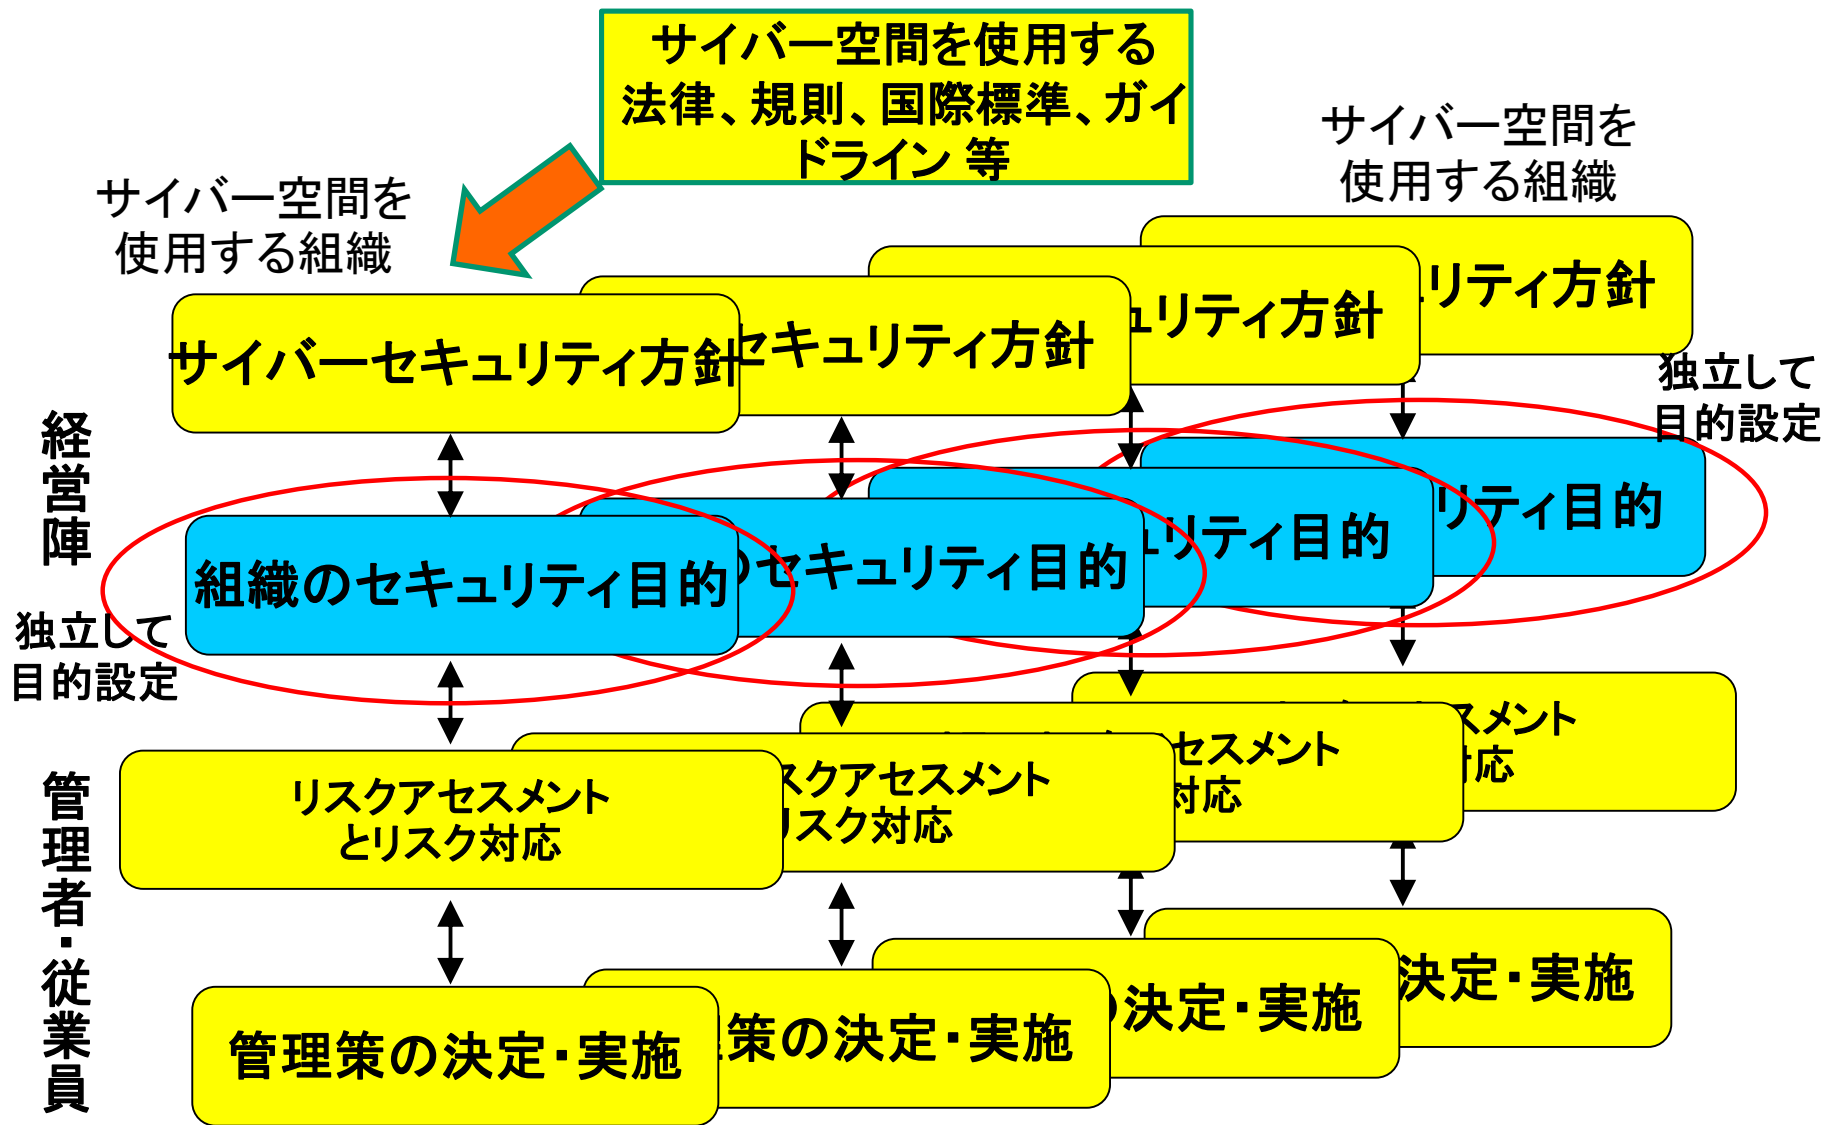 サイバー空間を使用する
法律、規則、国際標準、ガイ
ドライン 等
サイバー空間を
使用する組織
サイバー空間を
使用する組織
サイバーセキュリティ方針
セキュリティ方針
ュリティ方針
リティ方針
独立して
目的設定
経営陣
組織のセキュリティ目的
のセキュリティ目的
ュリティ目的
リティ目的
独立して
目的設定
管理者・従業員
リスクアセスメント
とリスク対応
スクアセスメント
リスク対応
セスメント
対応
スメント
対応
管理策の決定・実施
策の決定・実施
の決定・実施
決定・実施